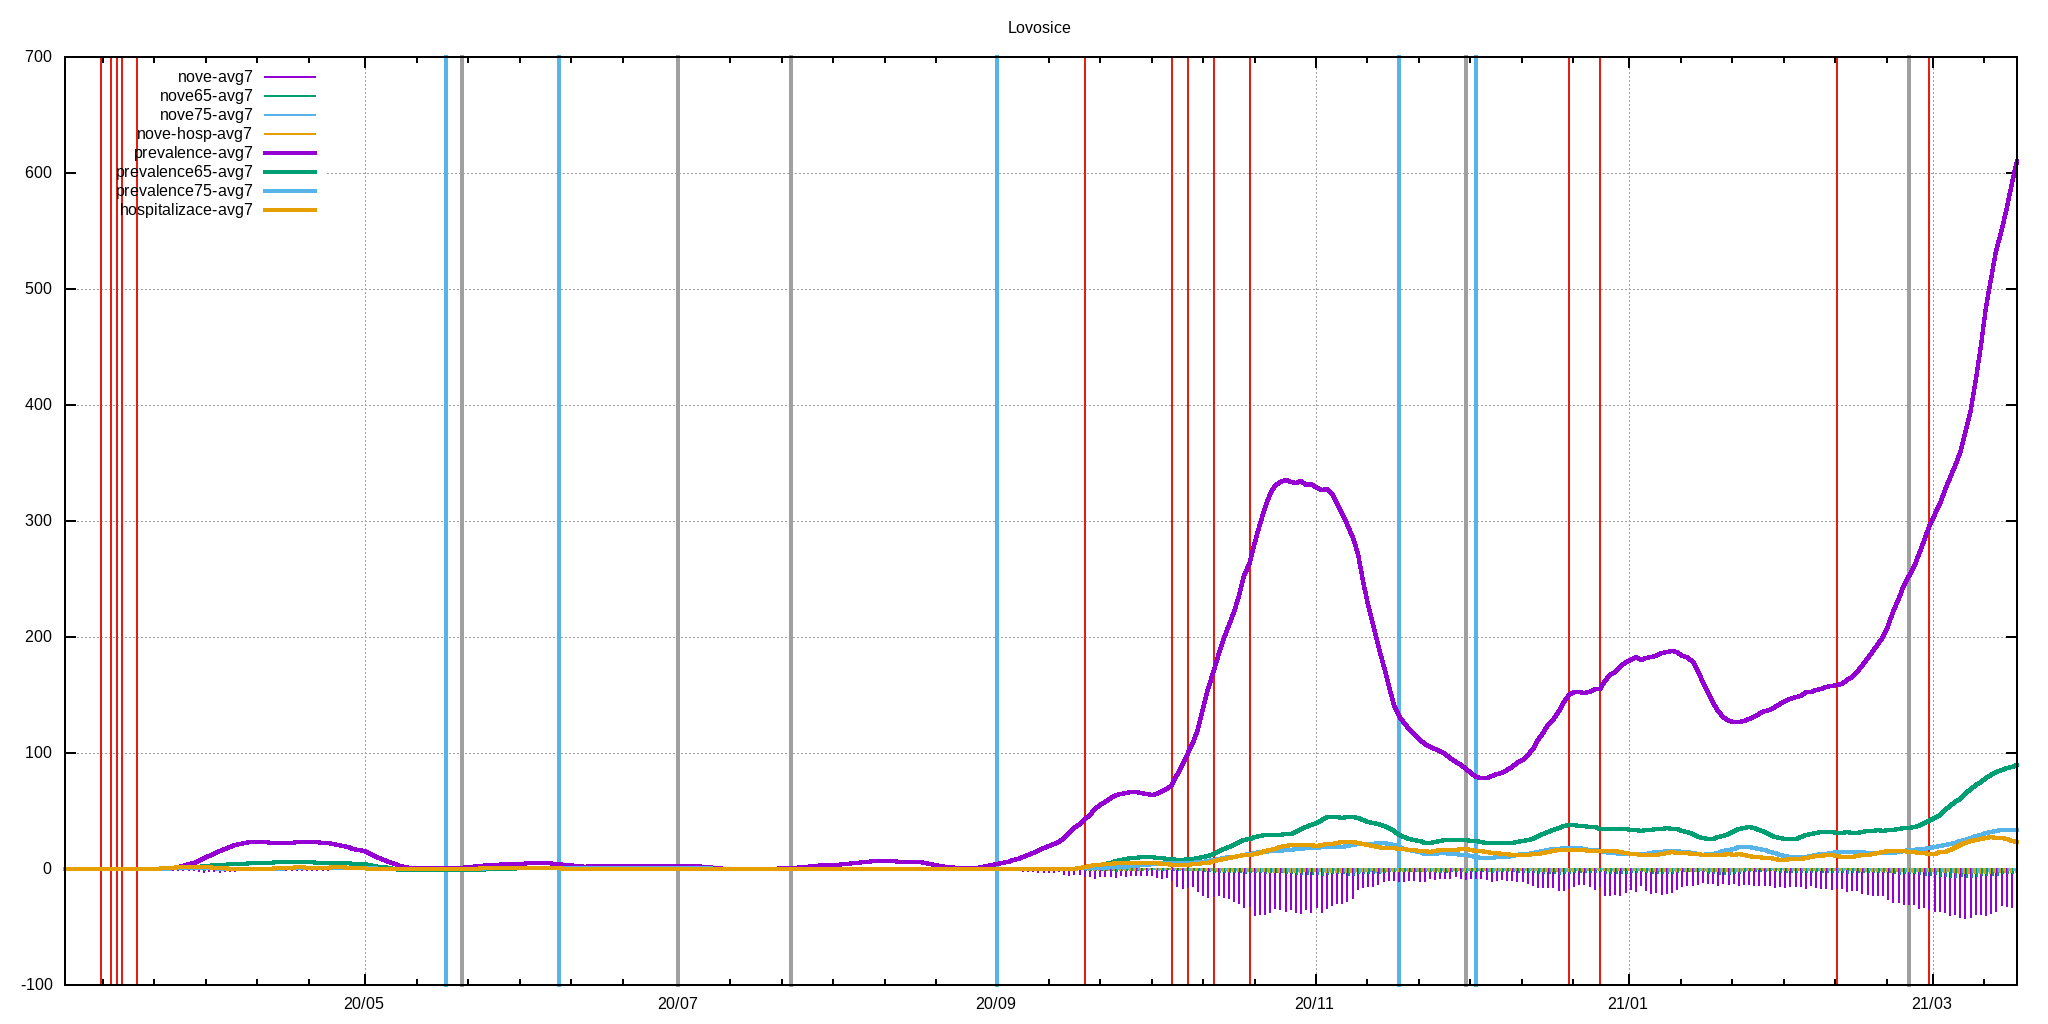 Lovosice
700
600
500
400
300
200
100
0
-100
nove-avg7
nove65-avg7
nove75-avg7
nove-hosp-avg7
prevalence-avg7
prevalence65-avg7
prevalence75-avg7
hospitalizace-avg7
20/05 20/07 20/09 20/11 21/01 21/03